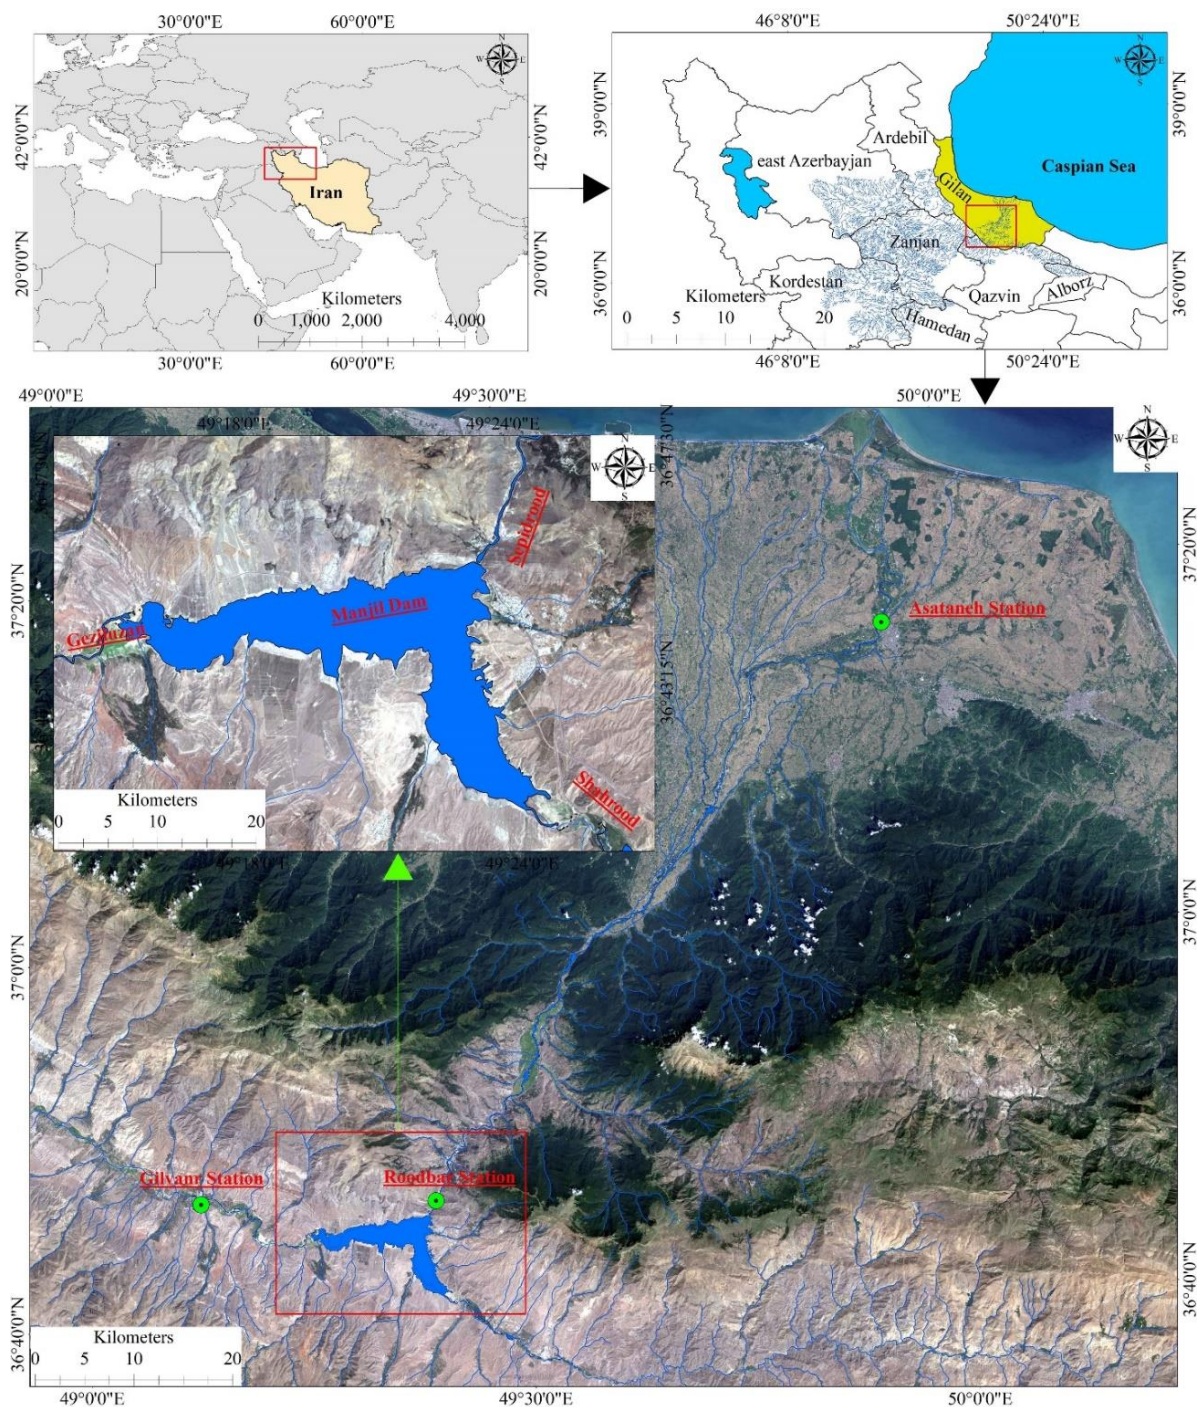 30°0'0"E 60°0'0"E
42°0'0"N
20°0'0"N
N
W E
S
Iran
Kilometers
0 1,000 2,000 4,000
42°0'0"N
20°0'0"N
30°0'0"E 60°0'0"E
46°8'0"E 50°24'0"E
39°0'0"N
36°0'0"N
N
W E
S
Ardebil
east Azerbayjan
Caspian Sea
Gilan
Zanjan
Kordestan
Kilometers
Qazvin
Alborz
Hamedan
0 5 10 20
39°0'0"N
36°0'0"N
46°8'0"E 50°24'0"E
49°0'0"E 49°30'0"E 50°0'0"E
49°18'0"E 49°24'0"E
36°47'30"N
36°43'15"N
N
W E
S
N
W E
S
Sepidrood
Manjil Dam
Shahrood
Kilometers
0 5 10 20
49°18'0"E 49°24'0"E
37°20'0"N
37°20'0"N
Asataneh Station
37°0'0"N
37°0'0"N
Gilvanr Station
Roodbar Station
36°40'0"N
36°40'0"N
Kilometers
0 5 10 20
49°0'0"E 49°30'0"E 50°0'0"E